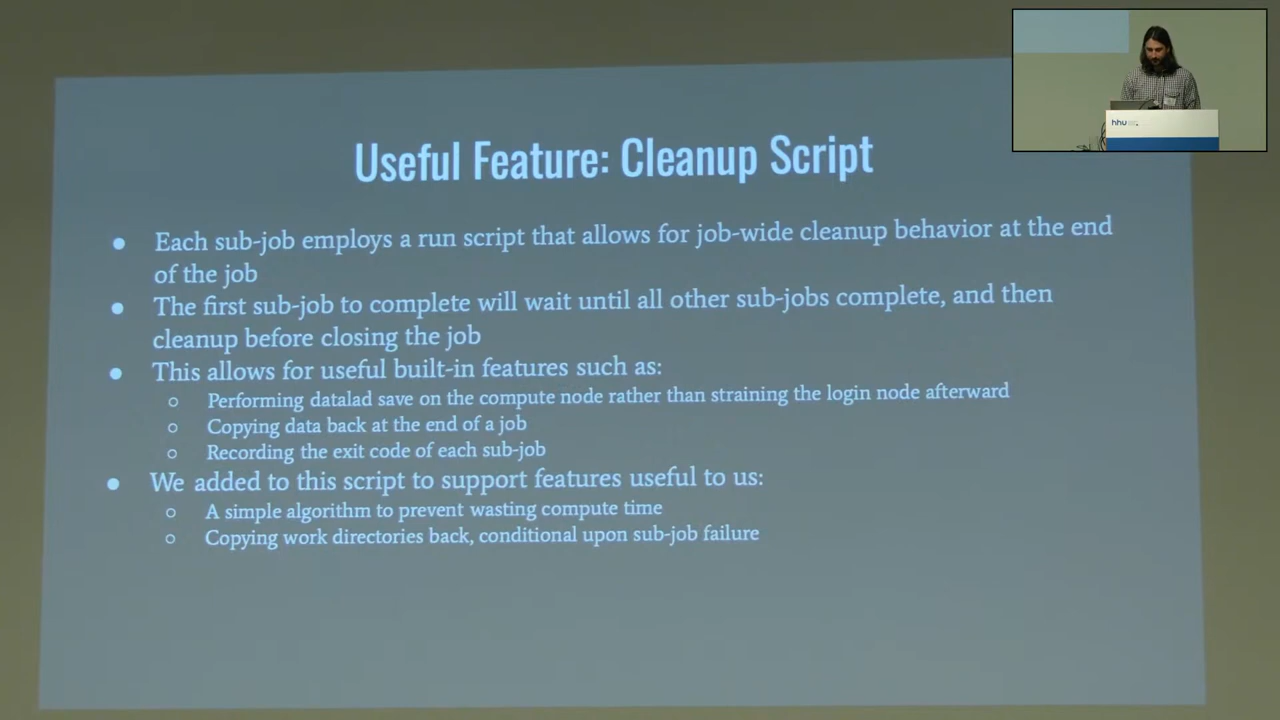 hhu
Useful Feature: Cleanup Script
● Each sub-job employs a run script that allows for job-wide cleanup behavior at the end
of the job
● The first sub-job to complete will wait until all other sub-jobs complete, and then
cleanup before closing the job
● This allows for useful built-in features such as:
○ Performing datalad save on the compute node rather than straining the login node afterward
○ Copying data back at the end of a job
○ Recording the exit code of each sub-job
● We added to this script to support features useful to us:
○ A simple algorithm to prevent wasting compute time
○ Copying work directories back, conditional upon sub-job failure